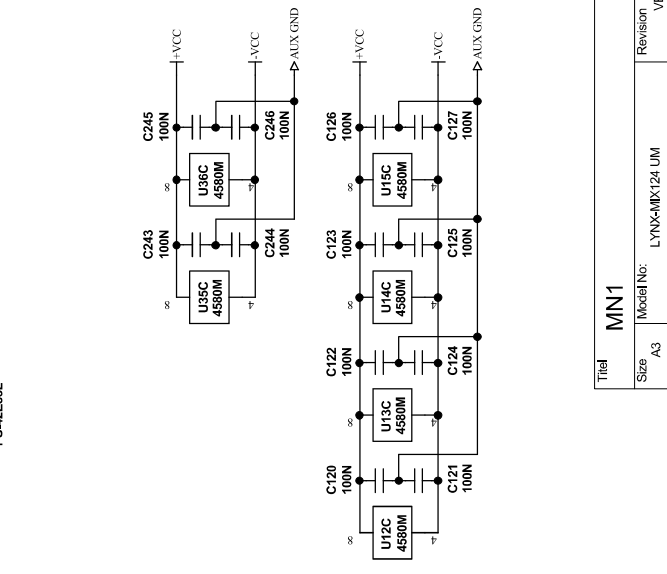 +VCC
-VCC
AUX GND
C245
100N
C246
100N
8
U36C
4580M
4
C243
100N
C244
100N
8
U35C
4580M
4
+VCC
-VCC
AUX GND
C126
100N
C127
100N
8
U15C
4580M
4
C123
100N
C125
100N
8
U14C
4580M
4
C122
100N
C124
100N
8
U13C
4580M
4
C120
100N
C121
100N
8
U12C
4580M
4
Titel
MN1
Size
A3
Model No:
LYNX-MIX124 UM
Revision